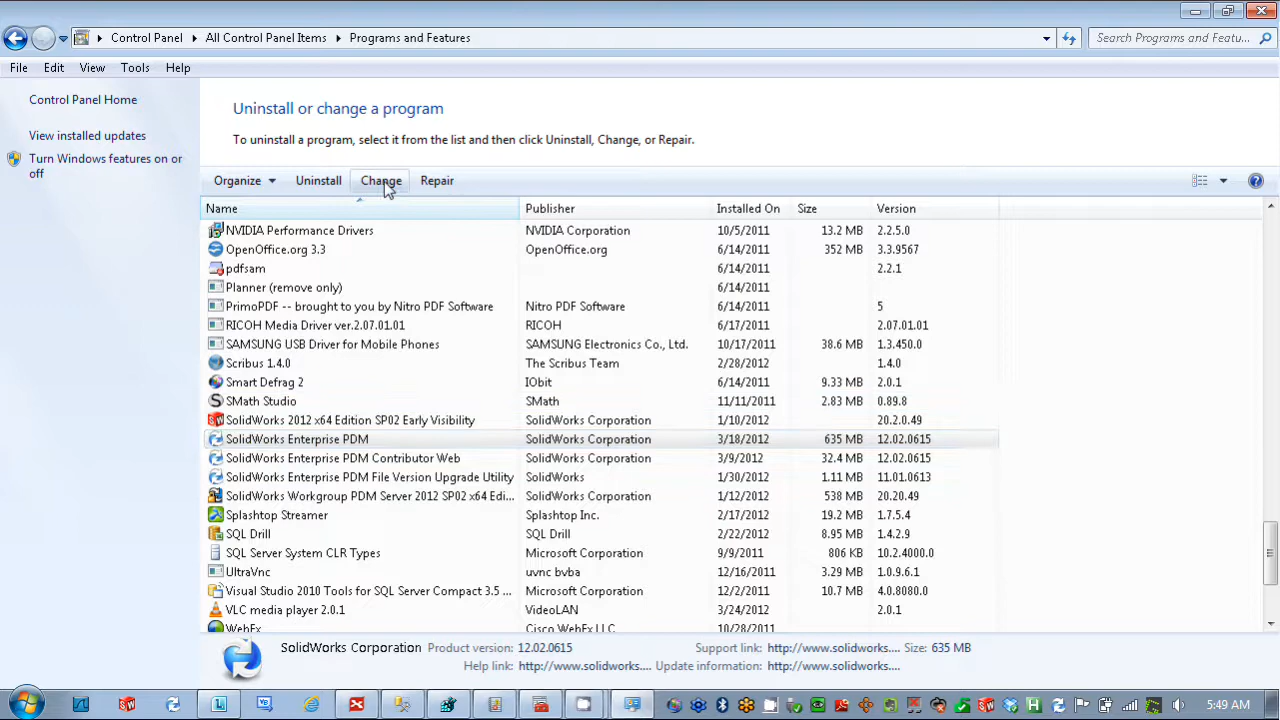 Control Panel All Control Panel Items Programs and Features Search Programs and Featu...
File Edit View Tools Help
Control Panel Home
View installed updates
Turn Windows features on or
off
Uninstall or change a program
To uninstall a program, select it from the list and then click Uninstall, Change, or Repair.
Organize Uninstall Change Repair
Name Publisher Installed On Size Version
NVIDIA Performance Drivers NVIDIA Corporation 10/5/2011 13.2 MB 2.2.5.0
OpenOffice.org 3.3 OpenOffice.org 6/14/2011 352 MB 3.3.9567
pdfsam 6/14/2011 2.2.1
Planner (remove only) 6/14/2011
PrimoPDF -- brought to you by Nitro PDF Software Nitro PDF Software 6/14/2011 5
RICOH Media Driver ver.2.07.01.01 RICOH 6/17/2011 2.07.01.01
SAMSUNG USB Driver for Mobile Phones SAMSUNG Electronics Co., Ltd. 10/17/2011 38.6 MB 1.3.450.0
Scribus 1.4.0 The Scribus Team 2/28/2012 1.4.0
Smart Defrag 2 IObit 6/14/2011 9.33 MB 2.0.1
SMath Studio SMath 11/11/2011 2.83 MB 0.89.8
SolidWorks 2012 x64 Edition SP02 Early Visibility SolidWorks Corporation 1/10/2012 20.2.0.49
SolidWorks Enterprise PDM SolidWorks Corporation 3/18/2012 635 MB 12.02.0615
SolidWorks Enterprise PDM Contributor Web SolidWorks Corporation 3/9/2012 32.4 MB 12.02.0615
SolidWorks Enterprise PDM File Version Upgrade Utility SolidWorks 1/30/2012 1.11 MB 11.01.0613
SolidWorks Workgroup PDM Server 2012 SP02 x64 Edi... SolidWorks Corporation 1/12/2012 538 MB 20.20.49
Splashtop Streamer Splashtop Inc. 2/17/2012 19.2 MB 1.7.5.4
SQL Drill SQL Drill 2/22/2012 8.95 MB 1.4.2.9
SQL Server System CLR Types Microsoft Corporation 9/9/2011 806 KB 10.2.4000.0
UltraVnc uvnc bvba 12/16/2011 3.29 MB 1.0.9.6.1
Visual Studio 2010 Tools for SQL Server Compact 3.5 ... Microsoft Corporation 12/2/2011 10.7 MB 4.0.8080.0
VLC media player 2.0.1 VideoLAN 3/24/2012 2.0.1
WebEx Cisco WebEx LLC 10/28/2011
SolidWorks Corporation Product version: 12.02.0615 Support link: http://www.solidworks.... Size: 635 MB
Help link: http://www.solidworks.... Update information: http://www.solidworks....
5:49 AM